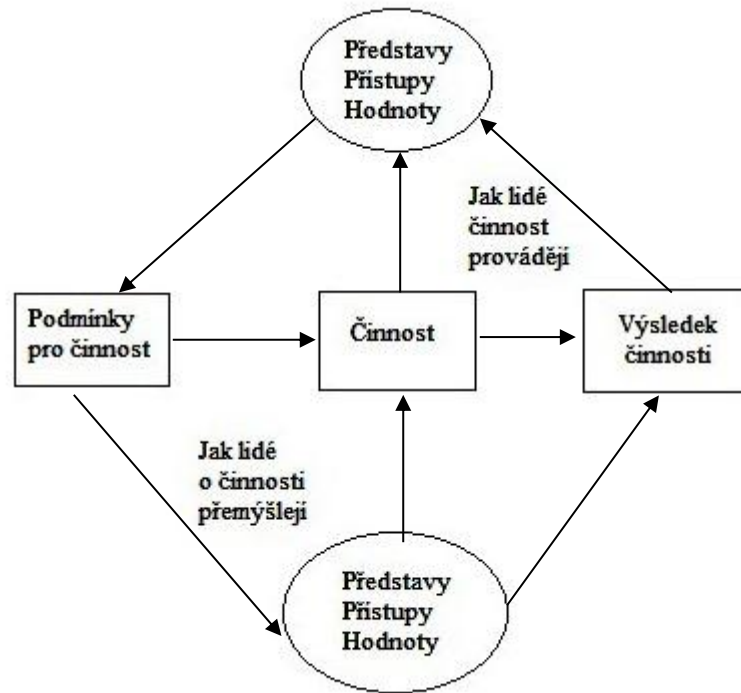 Představy
Přístupy
Hodnoty
Jak lidé
činnost
provádějí
Podmínky
pro činnost
Činnost
Výsledek
činnosti
Jak lidé
o činnosti
přemýšlejí
Představy
Přístupy
Hodnoty